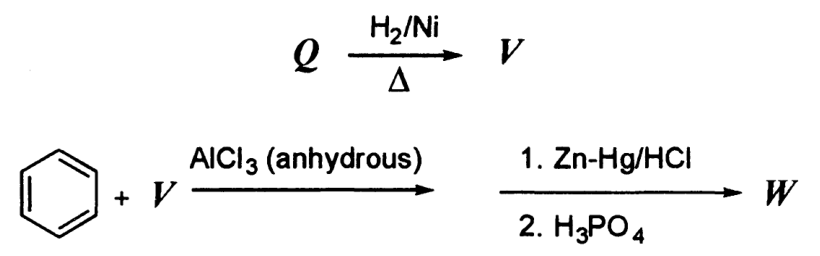 H₂/Ni
Q V
Δ
AlCl₃ (anhydrous) 1. Zn-Hg/HCl
+ V W
2. H₃PO₄